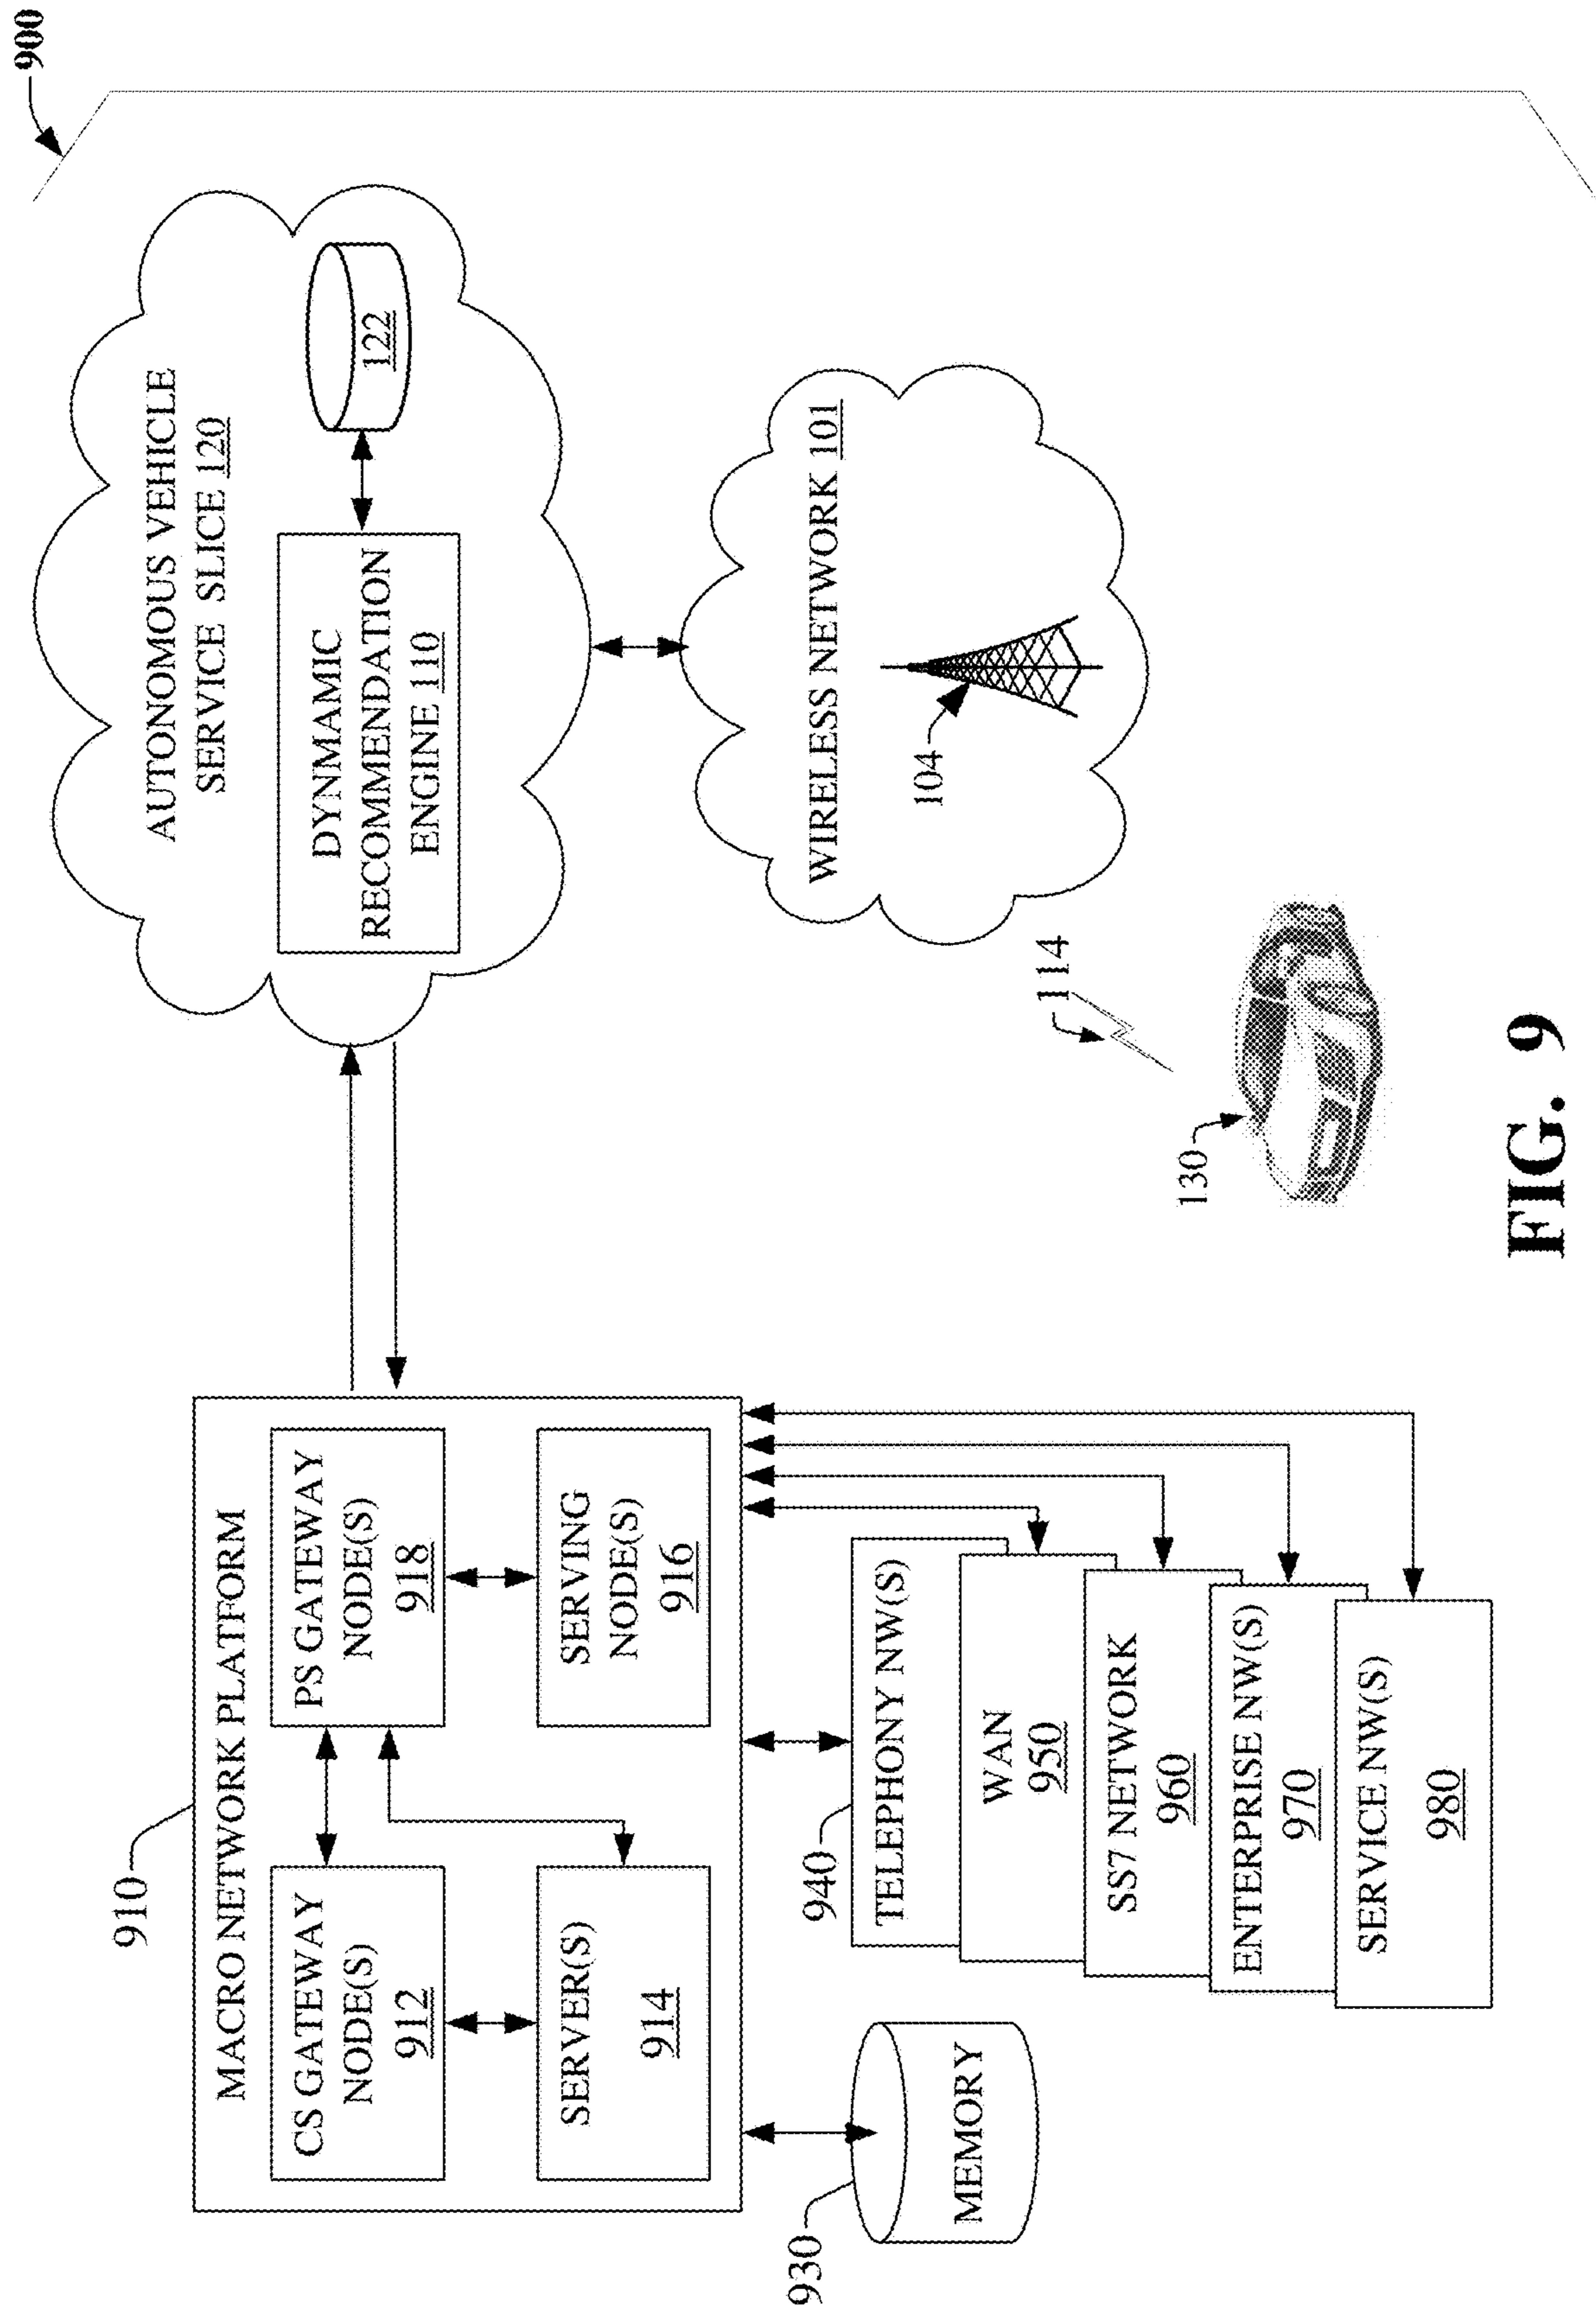 900
910
MACRO NETWORK PLATFORM
CS GATEWAY
NODE(S)
912
PS GATEWAY
NODE(S)
918
SERVER(S)
914
SERVING
NODE(S)
916
930
MEMORY
940
TELEPHONY NW(S)
WAN
950
SS7 NETWORK
960
ENTERPRISE NW(S)
970
SERVICE NW(S)
980
AUTONOMOUS VEHICLE
SERVICE SLICE 120
DYNMAMIC
RECOMMENDATION
ENGINE 110
122
WIRELESS NETWORK 101
104
114
130
FIG. 9